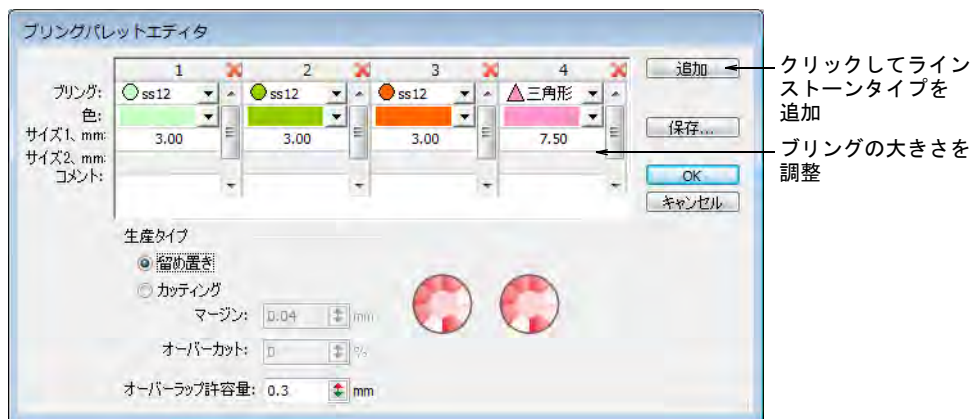 ブリングパレットエディタ
1 2 3 4
ブリング: ss12 ss12 ss12 三角形
色:
サイズ1、mm: 3.00 3.00 3.00 7.50
サイズ2、mm:
コメント:
追加
保存...
OK
キャンセル
クリックしてライン
ストーンタイプを
追加
ブリングの大きさを
調整
生産タイプ
留め置き
カッティング
マージン: 0.04 mm
オーバーカット: 0 %
オーバーラップ許容量: 0.3 mm